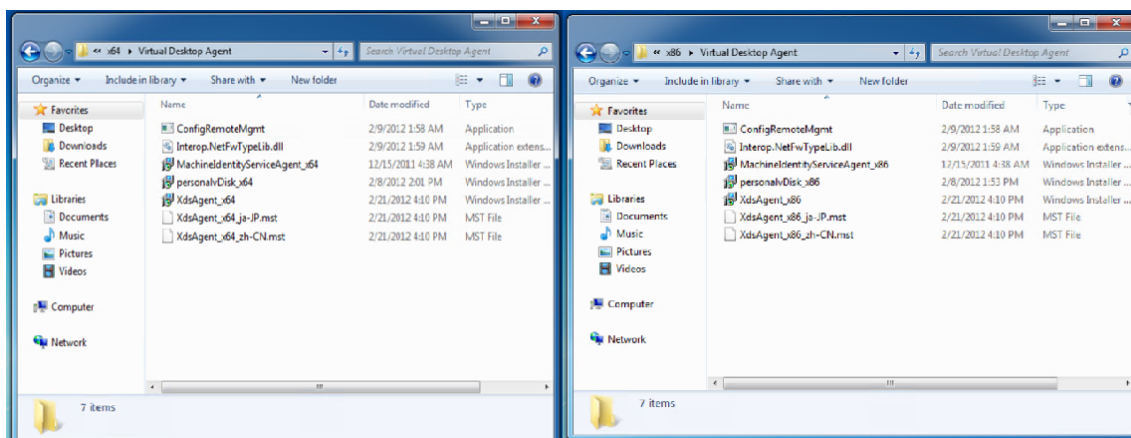 « x64 ▸ Virtual Desktop Agent
Search Virtual Desktop Agent
Organize
Include in library
Share with
New folder
Favorites
Desktop
Downloads
Recent Places
Libraries
Documents
Music
Pictures
Videos
Computer
Network
Name Date modified Type
ConfigRemoteMgmt 2/9/2012 1:58 AM Application
Interop.NetFwTypeLib.dll 2/9/2012 1:59 AM Application extens...
MachineIdentityServiceAgent_x64 12/15/2011 4:38 AM Windows Installer ...
personalvDisk_x64 2/8/2012 2:01 PM Windows Installer ...
XdsAgent_x64 2/21/2012 4:10 PM Windows Installer ...
XdsAgent_x64_ja-JP.mst 2/21/2012 4:10 PM MST File
XdsAgent_x64_zh-CN.mst 2/21/2012 4:10 PM MST File
7 items
« x86 ▸ Virtual Desktop Agent
Search Virtual Desktop Agent
Organize
Include in library
Share with
New folder
Favorites
Desktop
Downloads
Recent Places
Libraries
Documents
Music
Pictures
Videos
Computer
Network
Name Date modified Type
ConfigRemoteMgmt 2/9/2012 1:58 AM Application
Interop.NetFwTypeLib.dll 2/9/2012 1:59 AM Application extens...
MachineIdentityServiceAgent_x86 12/15/2011 4:38 AM Windows Installer ...
personalvDisk_x86 2/8/2012 1:53 PM Windows Installer ...
XdsAgent_x86 2/21/2012 4:10 PM Windows Installer ...
XdsAgent_x86_ja-JP.mst 2/21/2012 4:10 PM MST File
XdsAgent_x86_zh-CN.mst 2/21/2012 4:10 PM MST File
7 items